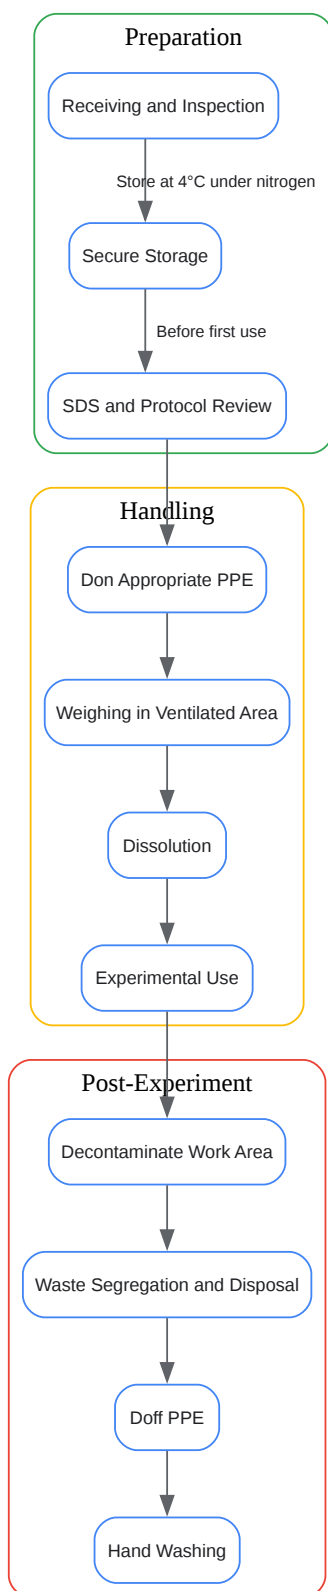 Preparation
Receiving and Inspection
Store at 4°C under nitrogen
Secure Storage
Before first use
SDS and Protocol Review
Handling
Don Appropriate PPE
Weighing in Ventilated Area
Dissolution
Experimental Use
Post-Experiment
Decontaminate Work Area
Waste Segregation and Disposal
Doff PPE
Hand Washing